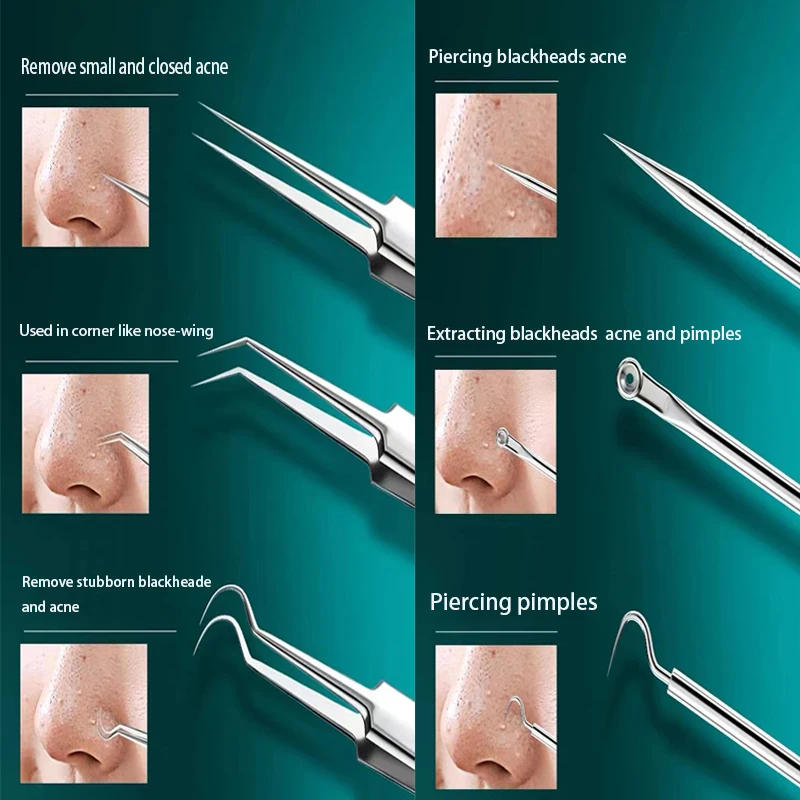 Remove small and closed acne
Piercing blackheads acne
Used in corner like nose-wing
Extracting blackheads acne and pimples
Remove stubborn blackheade
and acne
Piercing pimples